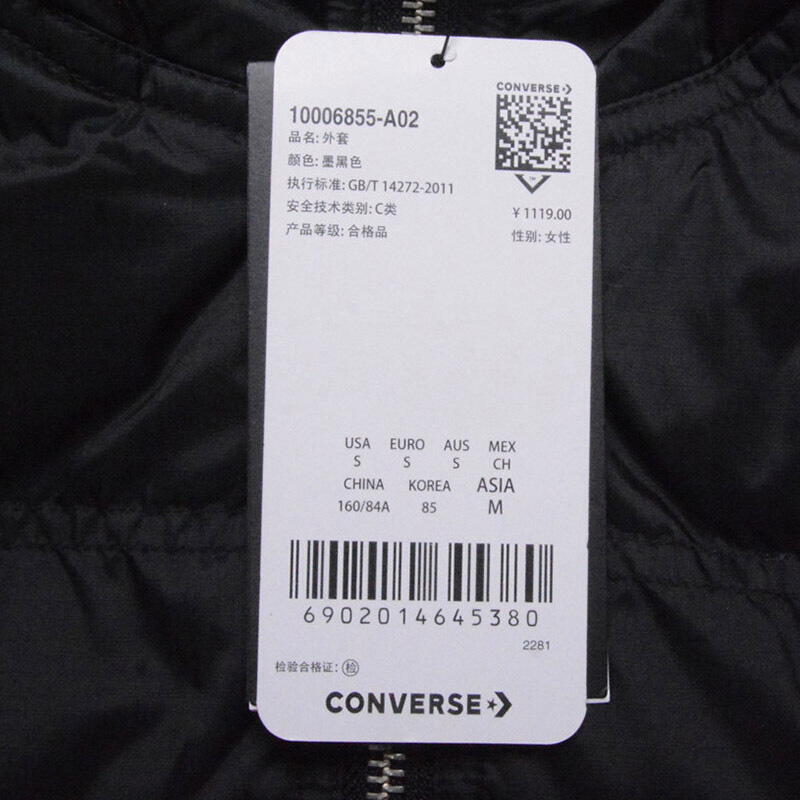 CONVERSE
10006855-A02
品名: 外套
颜色: 墨黑色
执行标准: GB/T 14272-2011
安全技术类别: C类
产品等级: 合格品
TM
¥ 1119.00
性别: 女性
USA EURO AUS MEX
S S S CH
CHINA KOREA ASIA
160/84A 85 M
6902014645380
2281
检验合格证: 检
CONVERSE